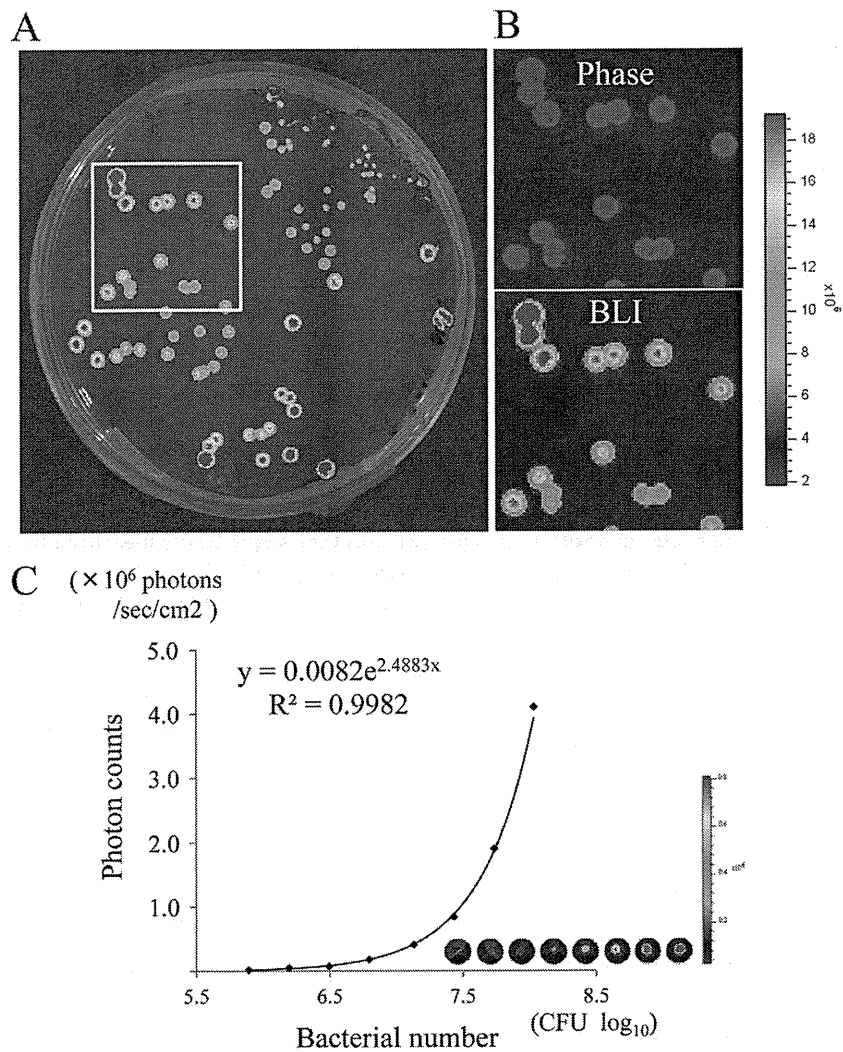 A
B
Phase
BLI
18
16
14
12
10
8
6
4
2
x10⁶
C
(×10⁶ photons
/sec/cm2 )
5.0
4.0
3.0
2.0
1.0
Photon counts
y = 0.0082e^2.4883x
R² = 0.9982
5.5
6.5
7.5
8.5
Bacterial number
(CFU log₁₀)